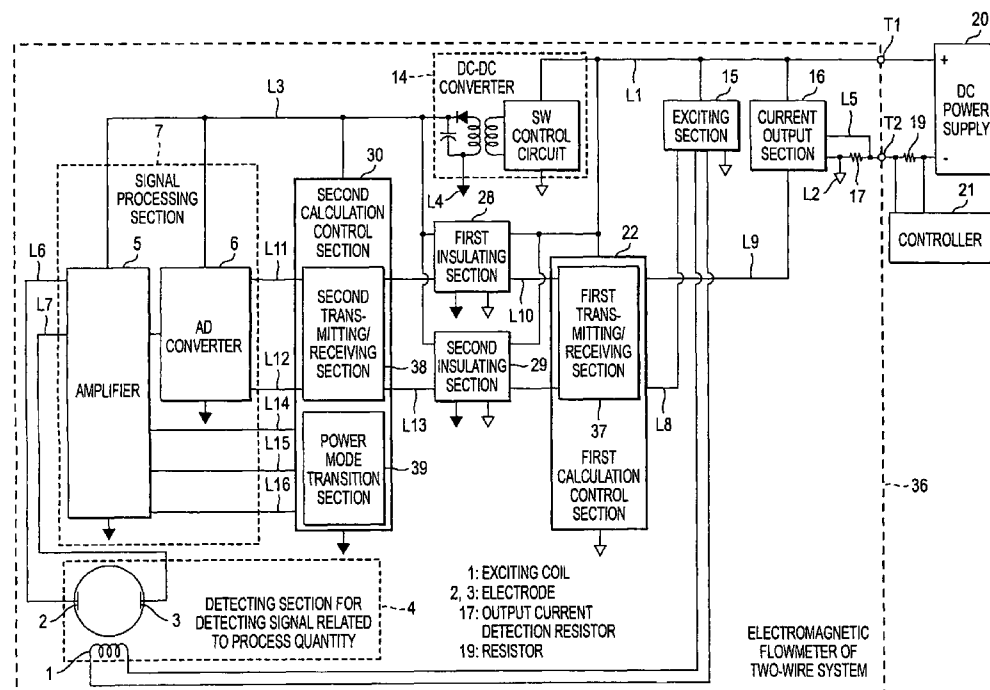 20
T1
14
DC-DC
CONVERTER
L1
15
16
+
DC
POWER
SUPPLY
-
L3
7
SW
CONTROL
CIRCUIT
EXCITING
SECTION
CURRENT
OUTPUT
SECTION
L5
T2
19
30
SIGNAL
PROCESSING
SECTION
L4
L2
17
21
CONTROLLER
SECOND
CALCULATION
CONTROL
SECTION
28
FIRST
INSULATING
SECTION
22
L9
L6
5
6
L11
L10
L7
AMPLIFIER
AD
CONVERTER
SECOND
TRANS-
MITTING/
RECEIVING
SECTION
FIRST
TRANS-
MITTING/
RECEIVING
SECTION
SECOND
INSULATING
SECTION
29
L12
38
L13
L8
L14
37
L15
POWER
MODE
TRANSITION
SECTION
39
FIRST
CALCULATION
CONTROL
SECTION
L16
36
2
3
DETECTING SECTION FOR
DETECTING SIGNAL RELATED
TO PROCESS QUANTITY
4
1
1: EXCITING COIL
2, 3: ELECTRODE
17: OUTPUT CURRENT
DETECTION RESISTOR
19: RESISTOR
ELECTROMAGNETIC
FLOWMETER OF
TWO-WIRE SYSTEM